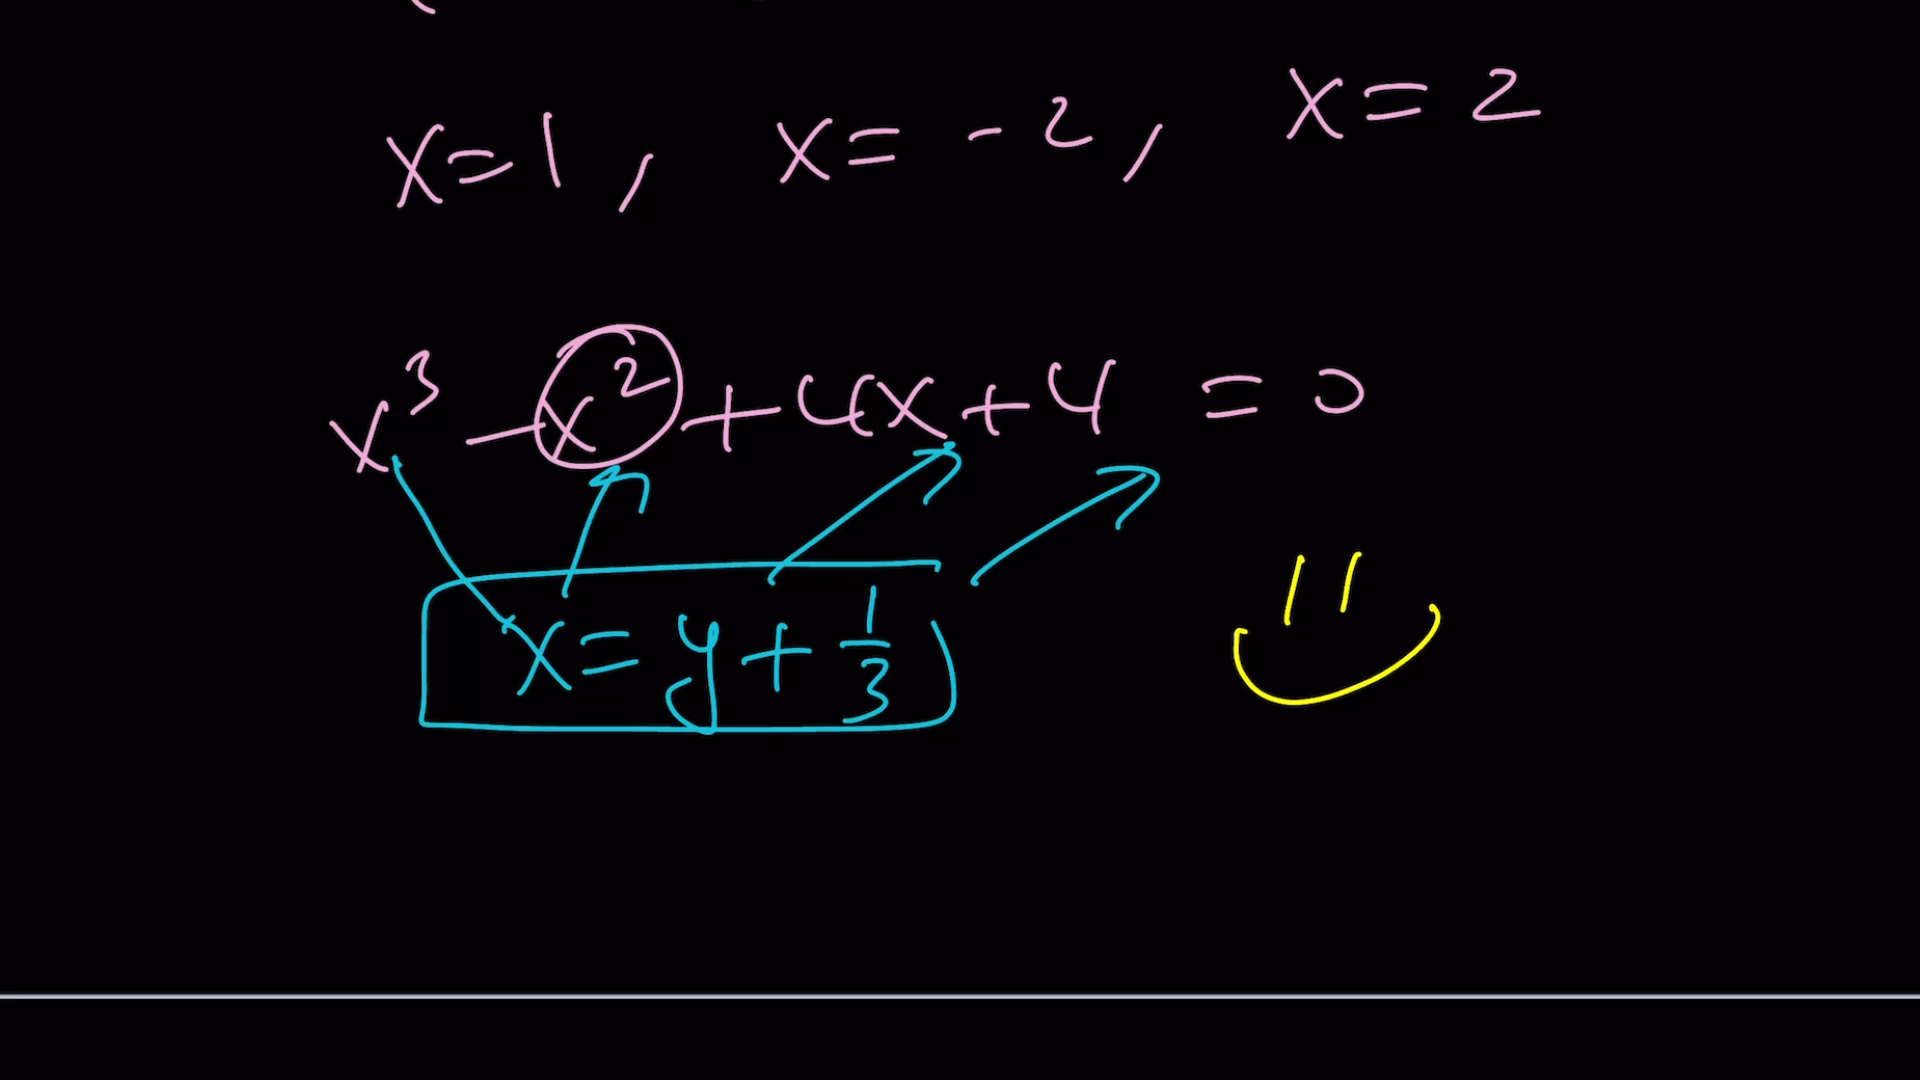 x=1, x=-2, x=2
x³-x²+4x+4=0
x=y+1/3